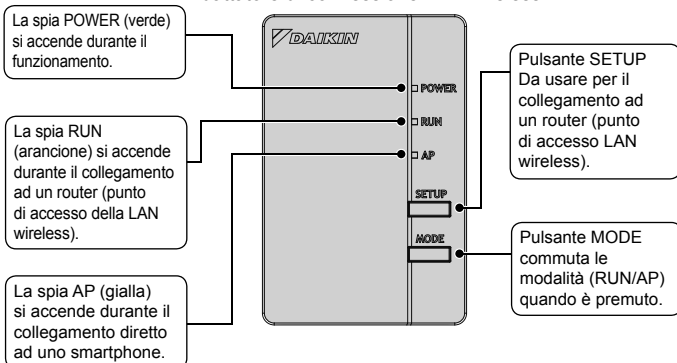 La spia POWER (verde)
si accende durante il
funzionamento.
La spia RUN
(arancione) si accende
durante il collegamento
ad un router (punto
di accesso della LAN
wireless).
La spia AP (gialla)
si accende durante il
collegamento diretto
ad uno smartphone.
DAIKIN
POWER
RUN
AP
SETUP
MODE
Pulsante SETUP
Da usare per il
collegamento ad
un router (punto
di accesso LAN
wireless).
Pulsante MODE
commuta le
modalità (RUN/AP)
quando è premuto.